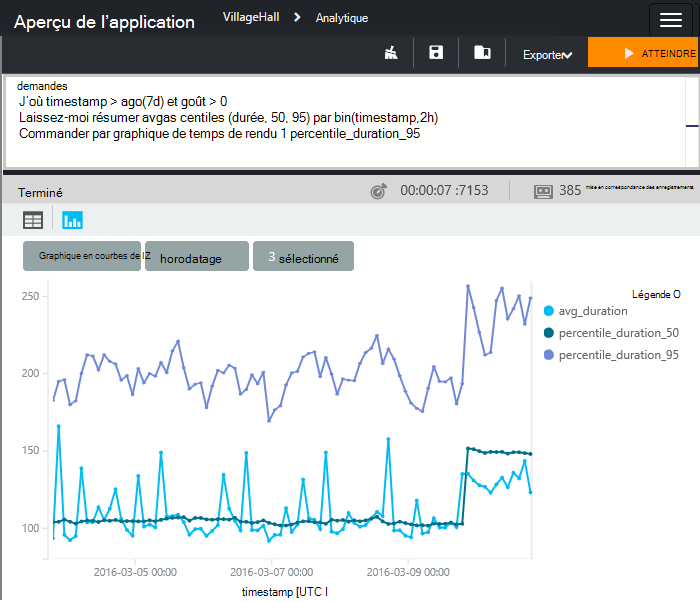 Aperçu de l'application
VillageHall > Analytique
Exporter
ATTEINDRE
demandes
J'où timestamp > ago(7d) et goût > 0
Laissez-moi résumer avgas centiles (durée, 50, 95) par bin(timestamp,2h)
Commander par graphique de temps de rendu 1 percentile_duration_95
Terminé
00:00:07 :7153
385 mise en correspondance des enregistrements
Graphique en courbes de IZ
horodatage
3 sélectionné
Légende O
avg_duration
percentile_duration_50
percentile_duration_95
250
200
150
100
2016-03-05 00:00
2016-03-07 00:00
2016-03-09 00:00
timestamp [UTC I